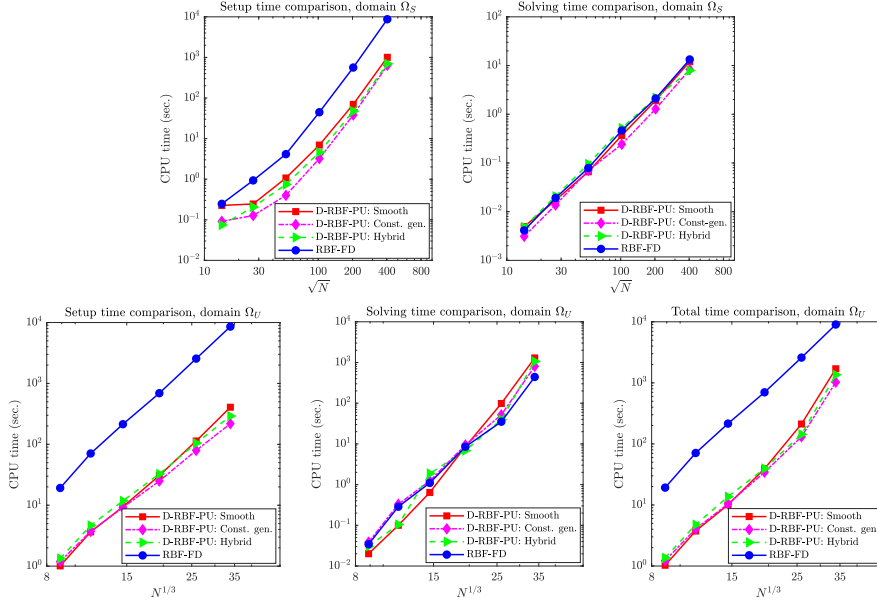 Setup time comparison, domain Ω_S
CPU time (sec.)
10^4
10^3
10^2
10^1
10^0
10^-1
10^-2
10 30 100 200 400 800
√N
D-RBF-PU: Smooth
D-RBF-PU: Const. gen.
D-RBF-PU: Hybrid
RBF-FD
Solving time comparison, domain Ω_S
CPU time (sec.)
10^2
10^1
10^0
10^-1
10^-2
10^-3
10 30 100 200 400 800
√N
D-RBF-PU: Smooth
D-RBF-PU: Const-gen.
D-RBF-PU: Hybrid
RBF-FD
Setup time comparison, domain Ω_U
CPU time (sec.)
10^4
10^3
10^2
10^1
10^0
8 15 25 35
N^1/3
D-RBF-PU: Smooth
D-RBF-PU: Const. gen.
D-RBF-PU: Hybrid
RBF-FD
Solving time comparison, domain Ω_U
CPU time (sec.)
10^4
10^3
10^2
10^1
10^0
10^-1
10^-2
8 15 25 35
N^1/3
D-RBF-PU: Smooth
D-RBF-PU: Const. gen.
D-RBF-PU: Hybrid
RBF-FD
Total time comparison, domain Ω_U
CPU time (sec.)
10^4
10^3
10^2
10^1
10^0
8 15 25 35
N^1/3
D-RBF-PU: Smooth
D-RBF-PU: Const. gen.
D-RBF-PU: Hybrid
RBF-FD